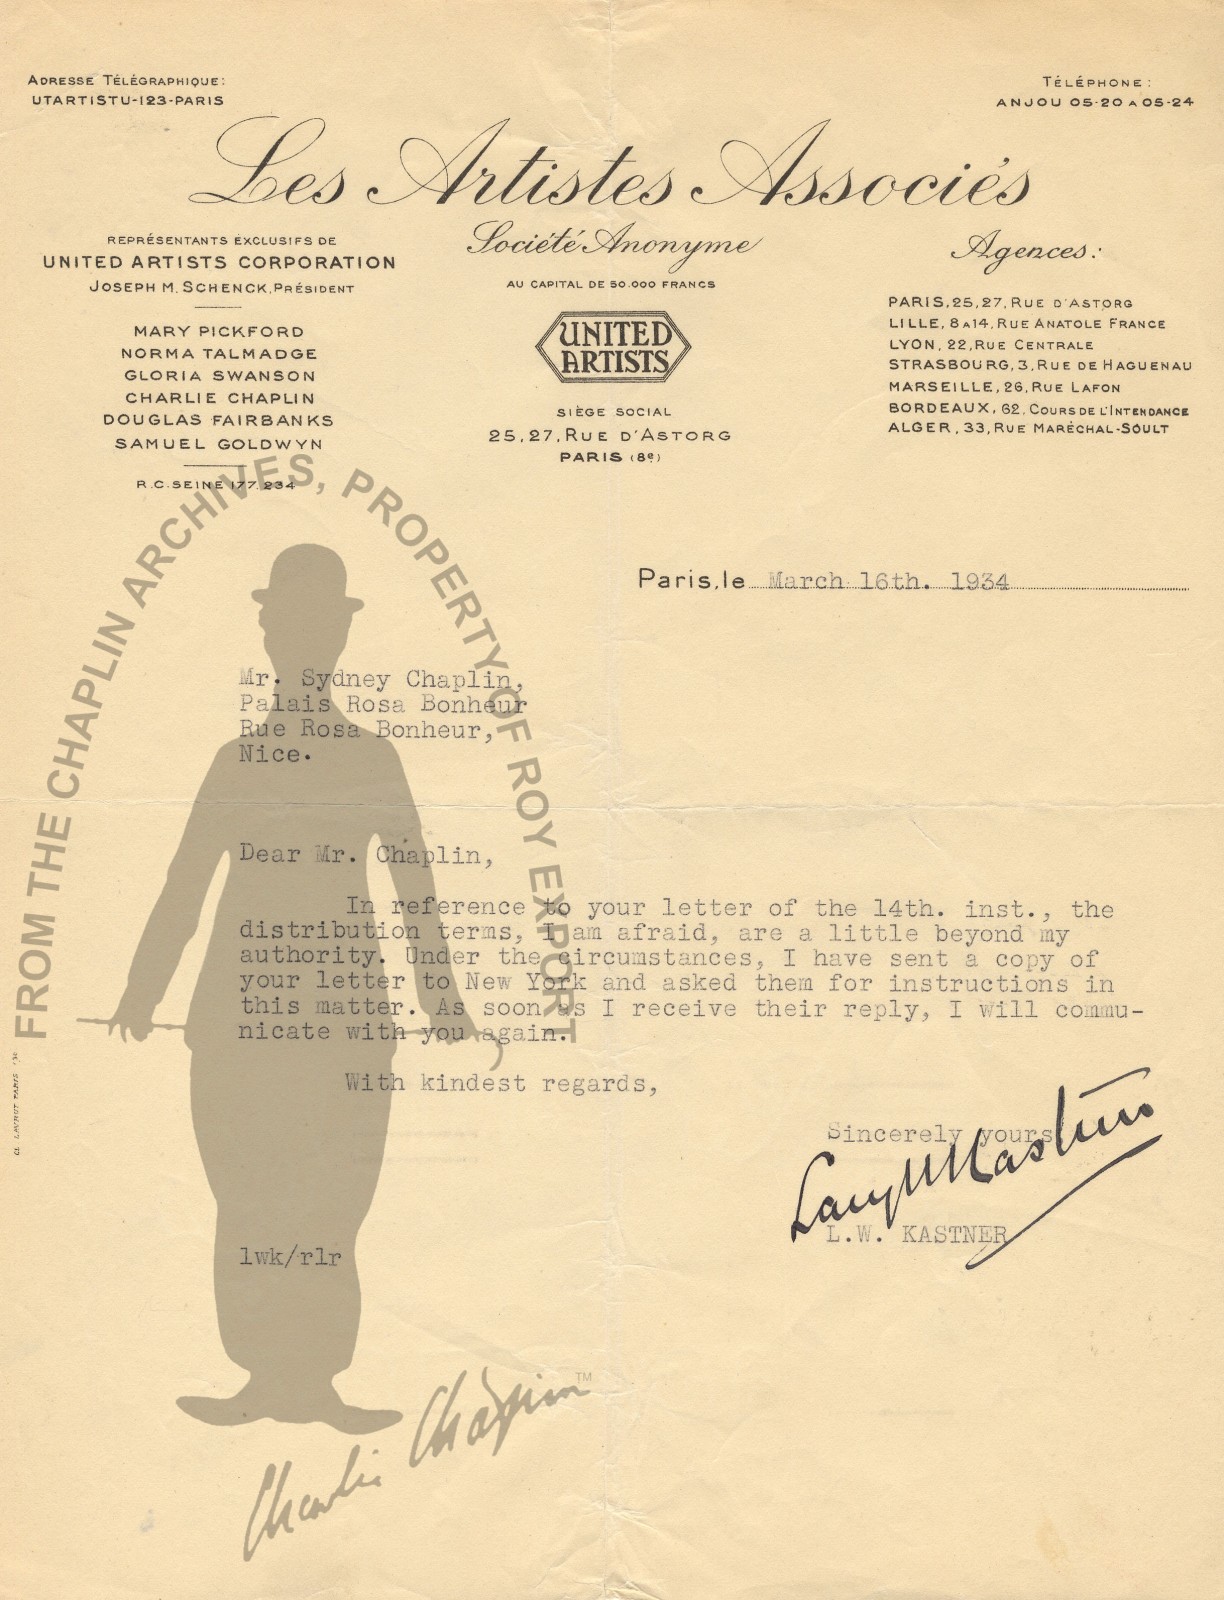 ADRESSE TÉLÉGRAPHIQUE:
UTARTISTU-123-PARIS
TÉLÉPHONE:
ANJOU 05-20 A 05-24
Les Artistes Associés
Société Anonyme
AU CAPITAL DE 50.000 FRANCS
UNITED
ARTISTS
SIÈGE SOCIAL
25,27, RUE D'ASTORG
PARIS (8e)
REPRÉSENTANTS EXCLUSIFS DE
UNITED ARTISTS CORPORATION
JOSEPH M. SCHENCK, PRÉSIDENT
MARY PICKFORD
NORMA TALMADGE
GLORIA SWANSON
CHARLIE CHAPLIN
DOUGLAS FAIRBANKS
SAMUEL GOLDWYN
R.C. SEINE 177.234
Agences:
PARIS, 25,27, RUE D'ASTORG
LILLE, 8 A 14, RUE ANATOLE FRANCE
LYON, 22, RUE CENTRALE
STRASBOURG, 3, RUE DE HAGUENAU
MARSEILLE, 26, RUE LAFON
BORDEAUX, 62, COURS DE L'INTENDANCE
ALGER, 33, RUE MARÉCHAL-SOULT
FROM THE CHAPLIN ARCHIVES, PROPERTY OF ROY EXPORT
Paris, le March 16th. 1934
Mr. Sydney Chaplin,
Palais Rosa Bonheur
Rue Rosa Bonheur,
Nice.
Dear Mr. Chaplin,
In reference to your letter of the 14th. inst., the
distribution terms, I am afraid, are a little beyond my
authority. Under the circumstances, I have sent a copy of
your letter to New York and asked them for instructions in
this matter. As soon as I receive their reply, I will commu-
nicate with you again.
With kindest regards,
Sincerely yours
L.W. KASTNER
lwk/rlr
Charlie Chaplin™